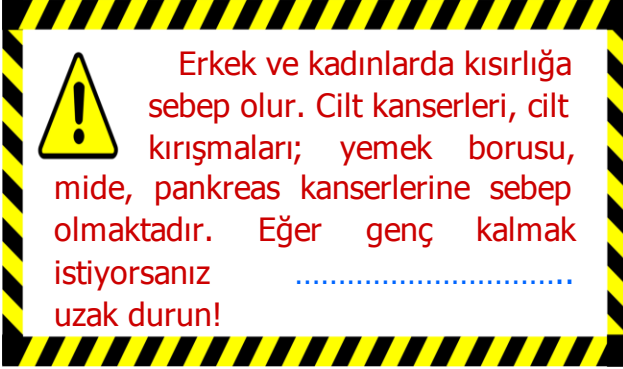 Erkek ve kadınlarda kısırlığa
sebep olur. Cilt kanserleri, cilt
kırışmaları; yemek borusu,
mide, pankreas kanserlerine sebep
olmaktadır. Eğer genç kalmak
istiyorsanız …………………………..
uzak durun!